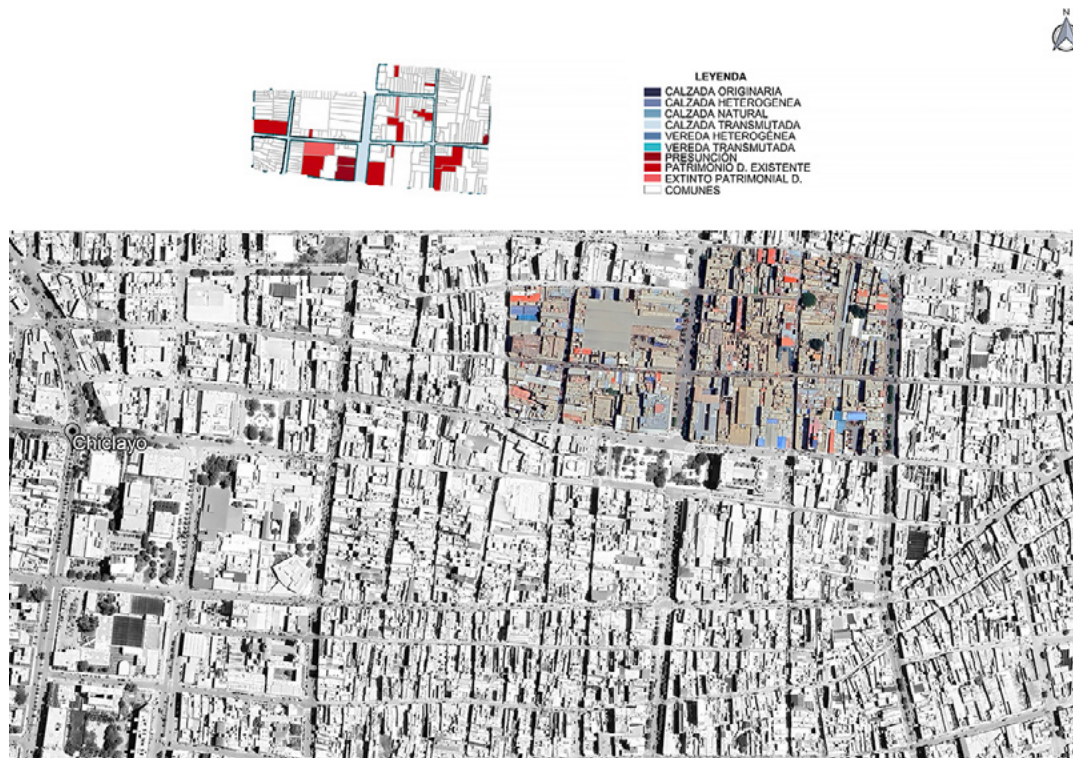 N
LEYENDA
CALZADA ORIGINARIA
CALZADA HETEROGENEA
CALZADA NATURAL
CALZADA TRANSMUTADA
VEREDA HETEROGÉNEA
VEREDA TRANSMUTADA
PRESUNCIÓN
PATRIMONIO D. EXISTENTE
EXTINTO PATRIMONIAL D.
COMUNES
Chiclayo